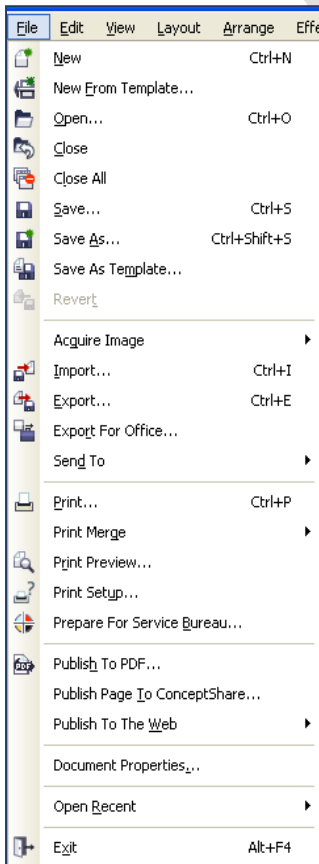 File Edit View Layout Arrange Effe
New Ctrl+N
New From Template...
Open... Ctrl+O
Close
Close All
Save... Ctrl+S
Save As... Ctrl+Shift+S
Save As Template...
Revert
Acquire Image
Import... Ctrl+I
Export... Ctrl+E
Export For Office...
Send To
Print... Ctrl+P
Print Merge
Print Preview...
Print Setup...
Prepare For Service Bureau...
Publish To PDF...
Publish Page To ConceptShare...
Publish To The Web
Document Properties...
Open Recent
Exit Alt+F4